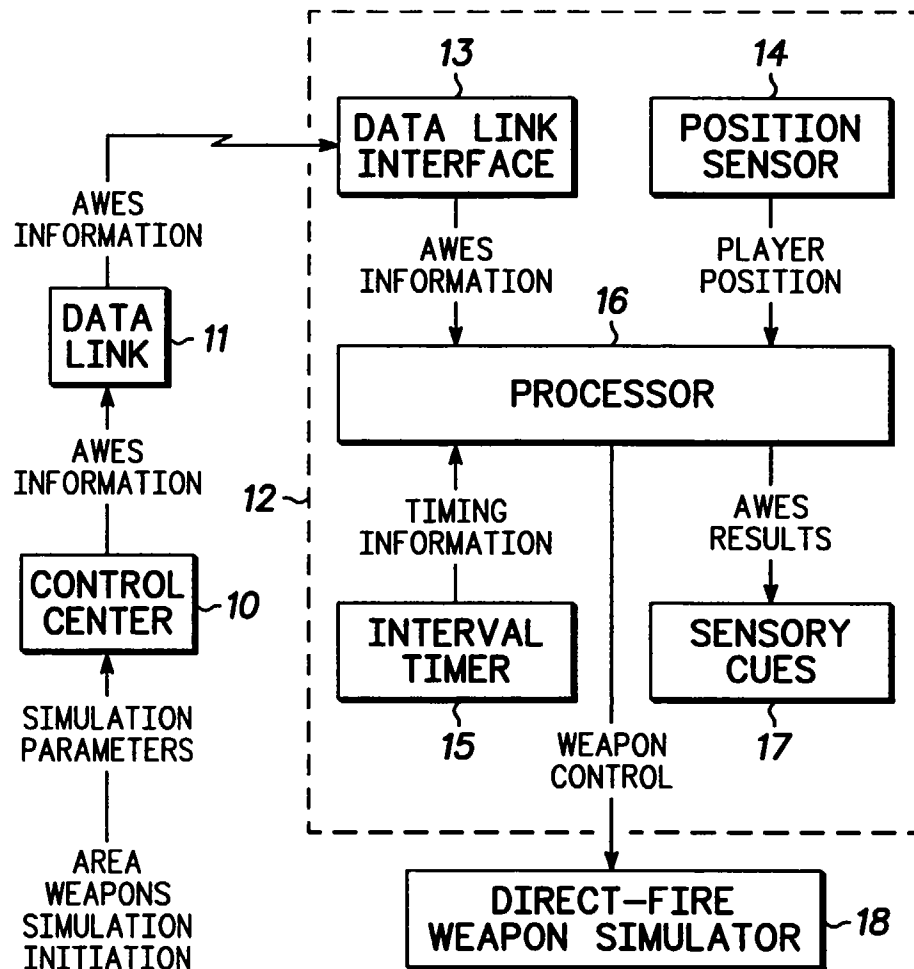 13
14
DATA LINK
INTERFACE
POSITION
SENSOR
AWES
INFORMATION
AWES
INFORMATION
PLAYER
POSITION
DATA
LINK
11
16
PROCESSOR
AWES
INFORMATION
12
TIMING
INFORMATION
AWES
RESULTS
CONTROL
CENTER
10
INTERVAL
TIMER
SENSORY
CUES
15
17
SIMULATION
PARAMETERS
WEAPON
CONTROL
AREA
WEAPONS
SIMULATION
INITIATION
DIRECT-FIRE
WEAPON SIMULATOR
18